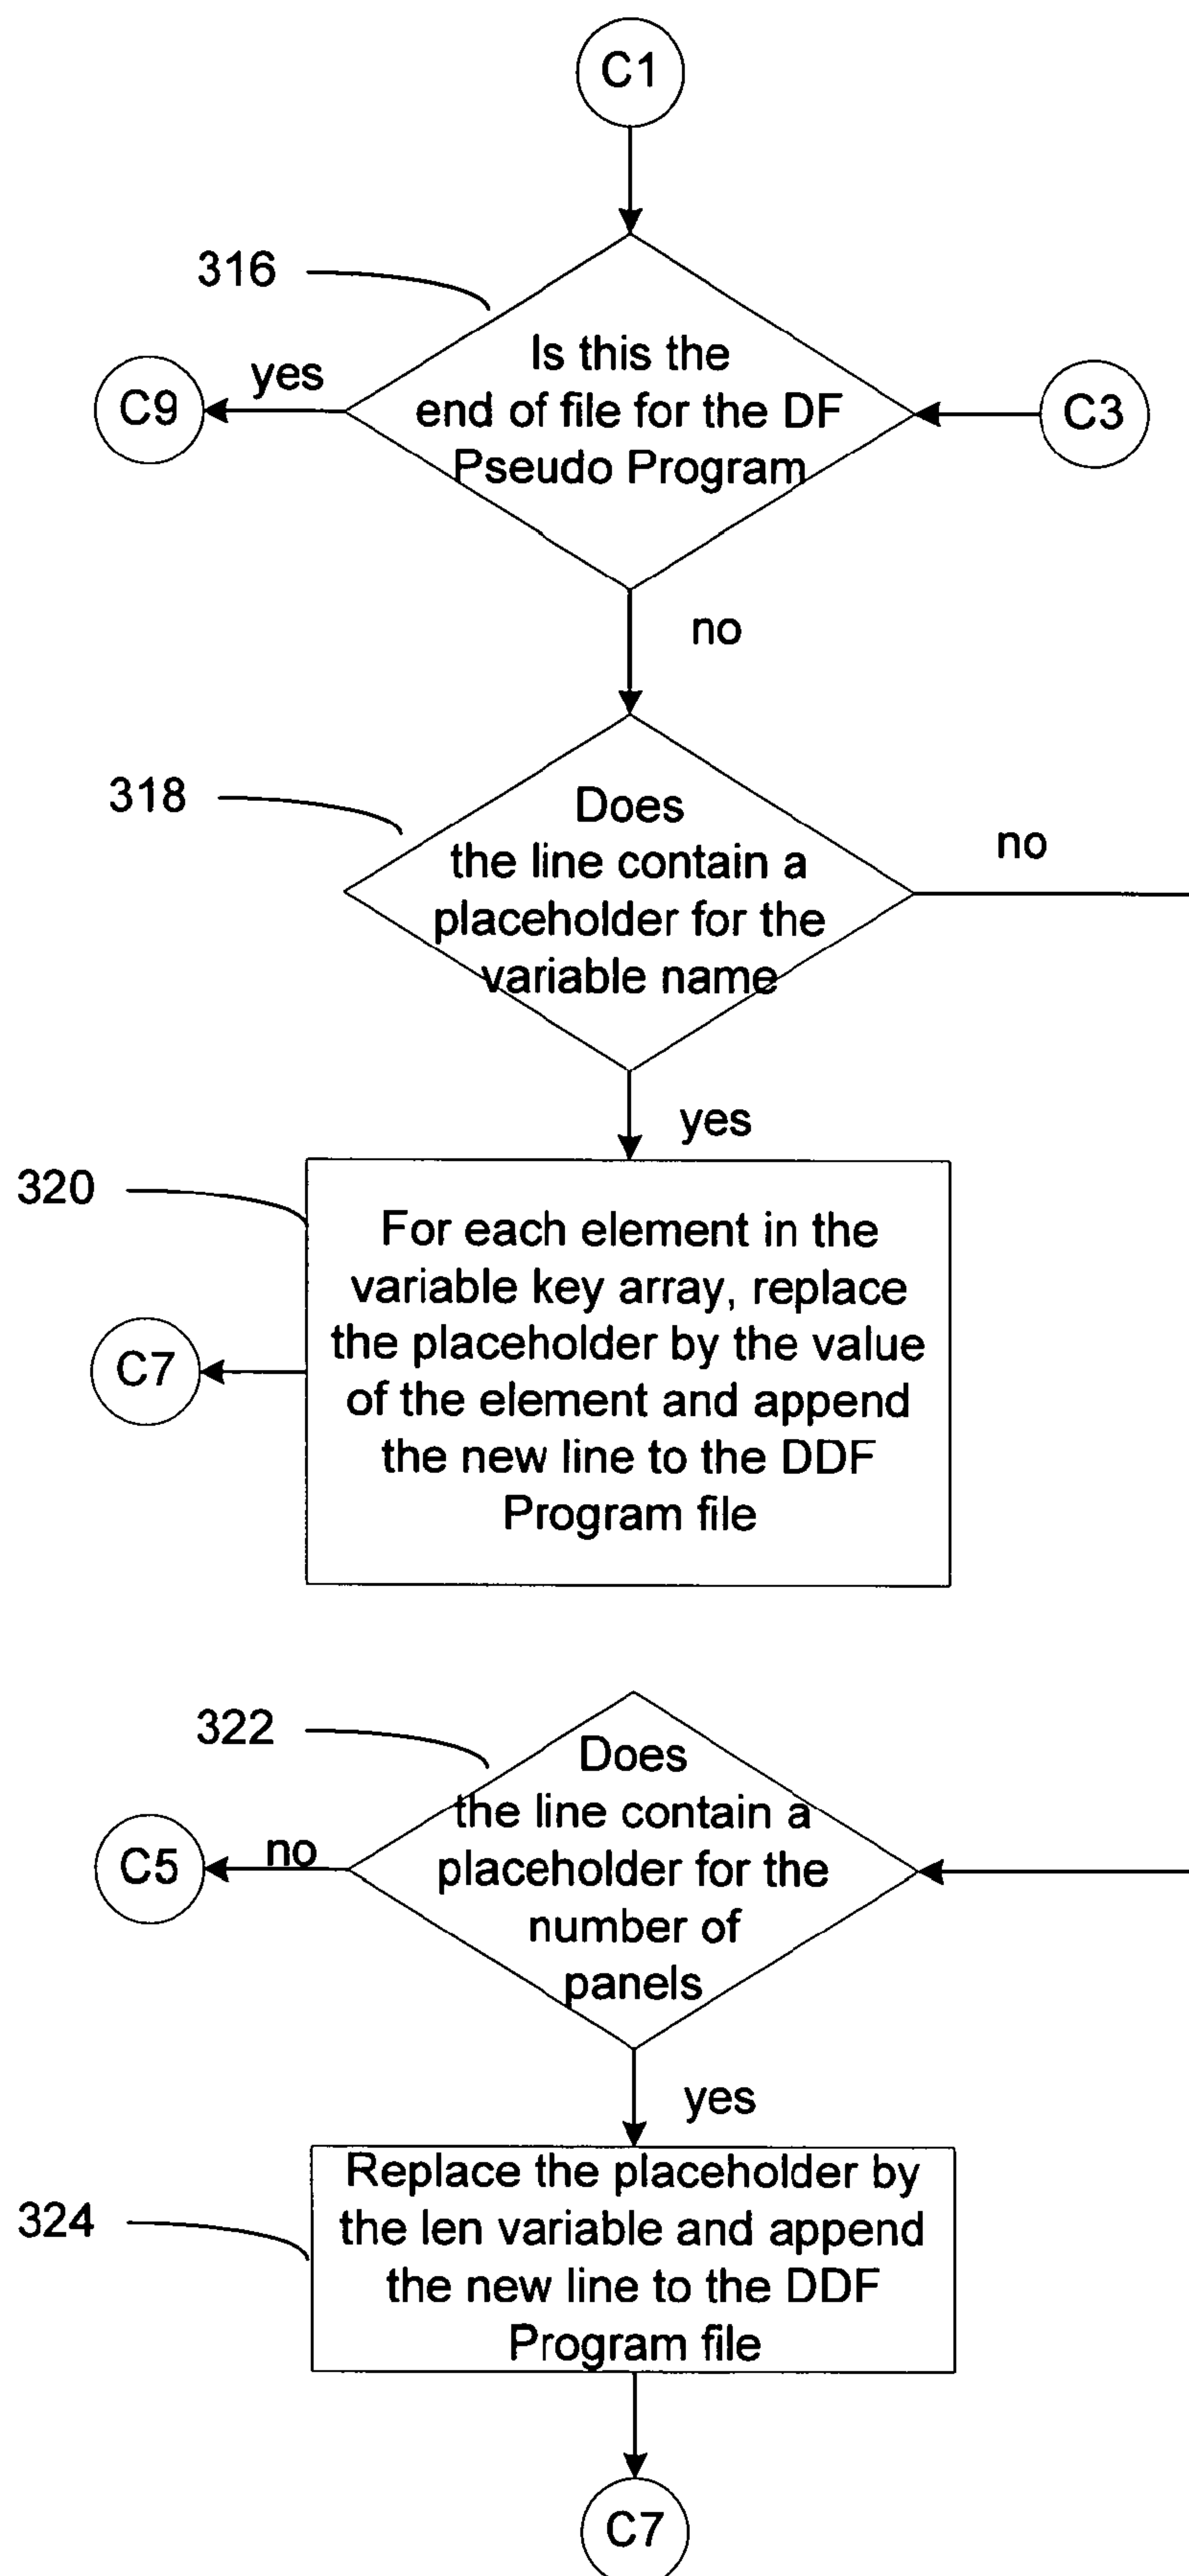 C1
316
Is this the
end of file for the DF
Pseudo Program
yes
C9
C3
no
318
Does
the line contain a
placeholder for the
variable name
no
yes
320
For each element in the
variable key array, replace
the placeholder by the value
of the element and append
the new line to the DDF
Program file
C7
322
Does
the line contain a
placeholder for the
number of
panels
no
C5
yes
324
Replace the placeholder by
the len variable and append
the new line to the DDF
Program file
C7